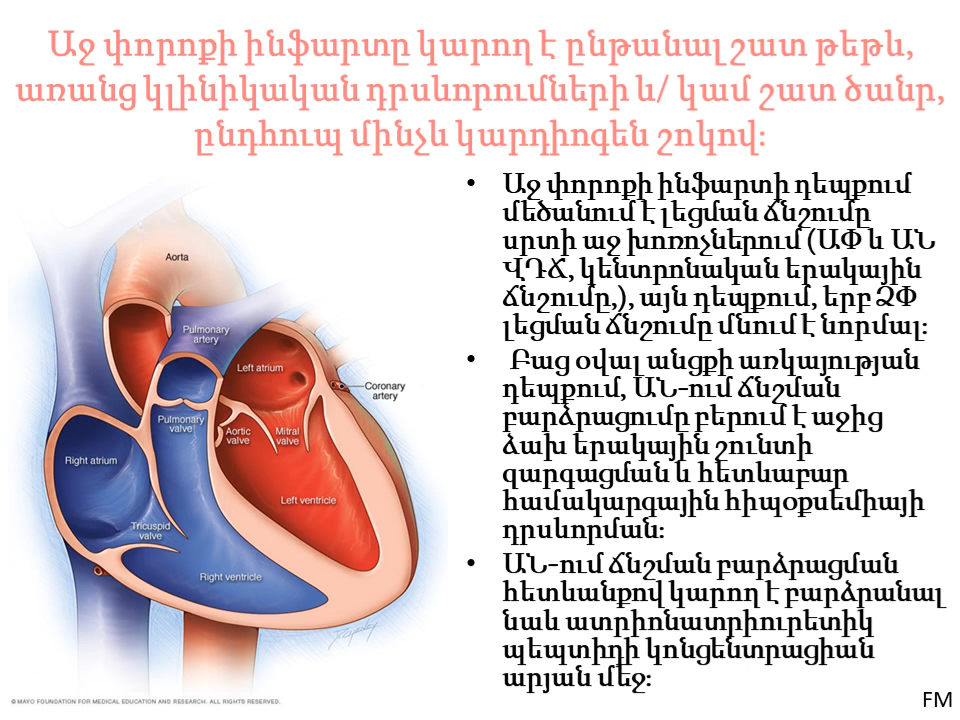 Աջ փորոքի ինֆարտը կարող է ընթանալ շատ թեթև,
առանց կլինիկական դրսևորումների և/ կամ շատ ծանր,
ընդհուպ մինչև կարդիոգեն շոկով:
• Աջ փորոքի ինֆարտի դեպքում
մեծանում է լեցման ճնշումը
սրտի աջ խոռոչներում (ԱՓ և ԱՆ
ՎԴՃ, կենտրոնական երակային
ճնշումը,), այն դեպքում, երբ ՁՓ
լեցման ճնշումը մնում է նորմալ:
• Բաց օվալ անցքի առկայության
դեպքում, ԱՆ-ում ճնշման
բարձրացումը բերում է աջից
ձախ երակային շունտի
զարգացման և հետևաբար
համակարգային հիպօքսեմիայի
դրսևորման:
• ԱՆ-ում ճնշման բարձրացման
հետևանքով կարող է բարձրանալ
նաև ատրիոնատրիուրետիկ
պեպտիդի կոնցենտրացիան
արյան մեջ:
Aorta
Pulmonary
artery
Left atrium
Coronary
artery
Pulmonary
valve
Aortic
valve
Mitral
valve
Right atrium
Left ventricle
Tricuspid
valve
Right ventricle
© MAYO FOUNDATION FOR MEDICAL EDUCATION AND RESEARCH. ALL RIGHTS RESERVED.
FM